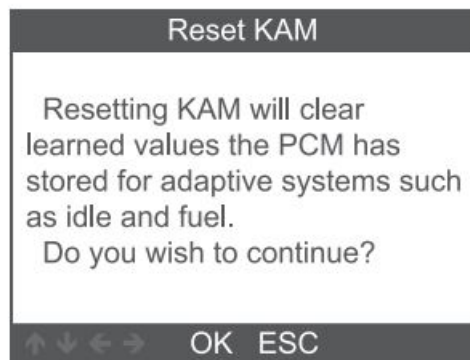 Reset KAM
Resetting KAM will clear
learned values the PCM has
stored for adaptive systems such
as idle and fuel.
Do you wish to continue?
OK ESC